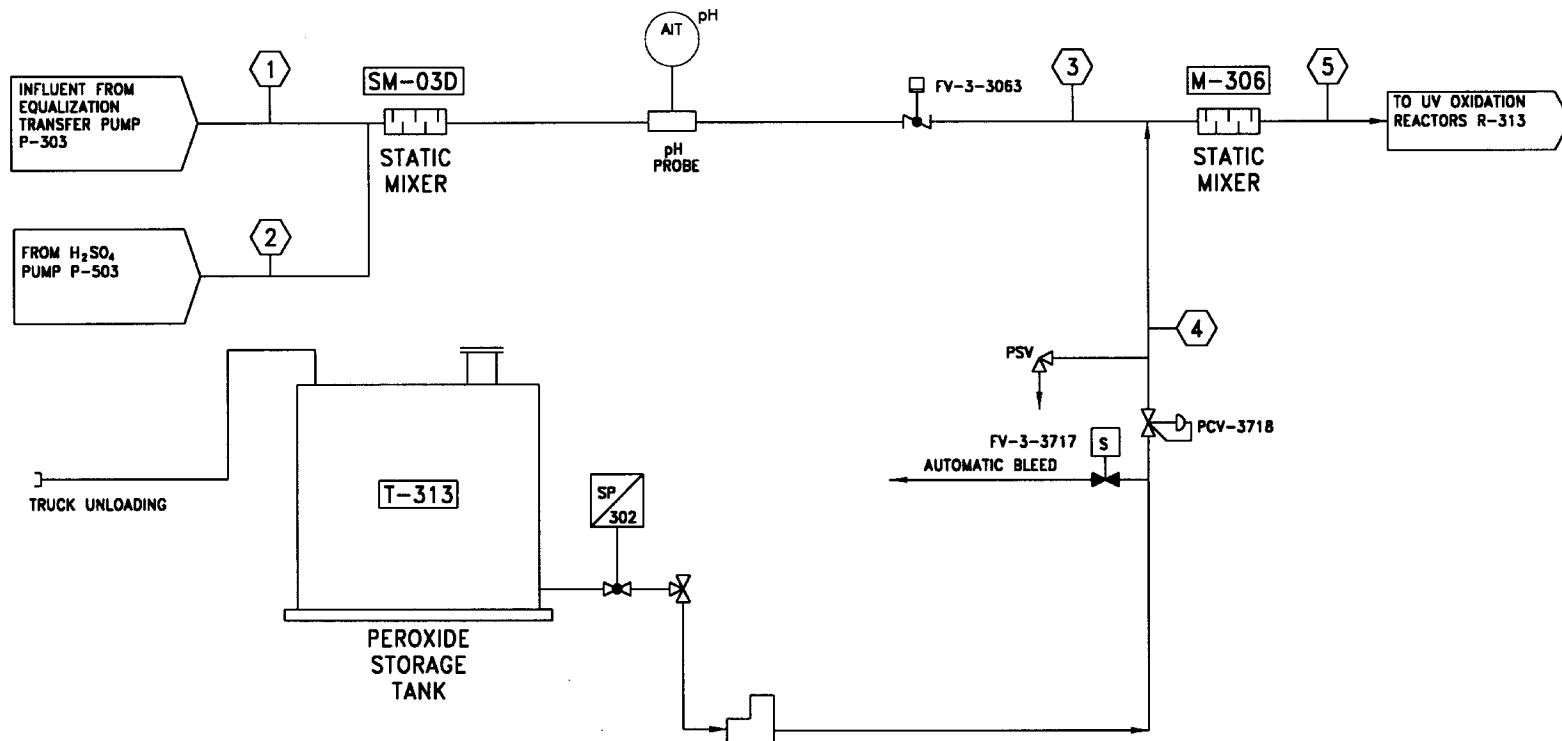 pH
AIT
1
3
5
INFLUENT FROM
EQUALIZATION
TRANSFER PUMP
P-303
SM-03D
FV-3-3063
M-306
TO UV OXIDATION
REACTORS R-313
STATIC
MIXER
pH
PROBE
STATIC
MIXER
2
FROM H₂SO₄
PUMP P-503
4
PSV
PCV-3718
FV-3-3717
S
AUTOMATIC BLEED
TRUCK UNLOADING
T-313
SP
302
PEROXIDE
STORAGE
TANK